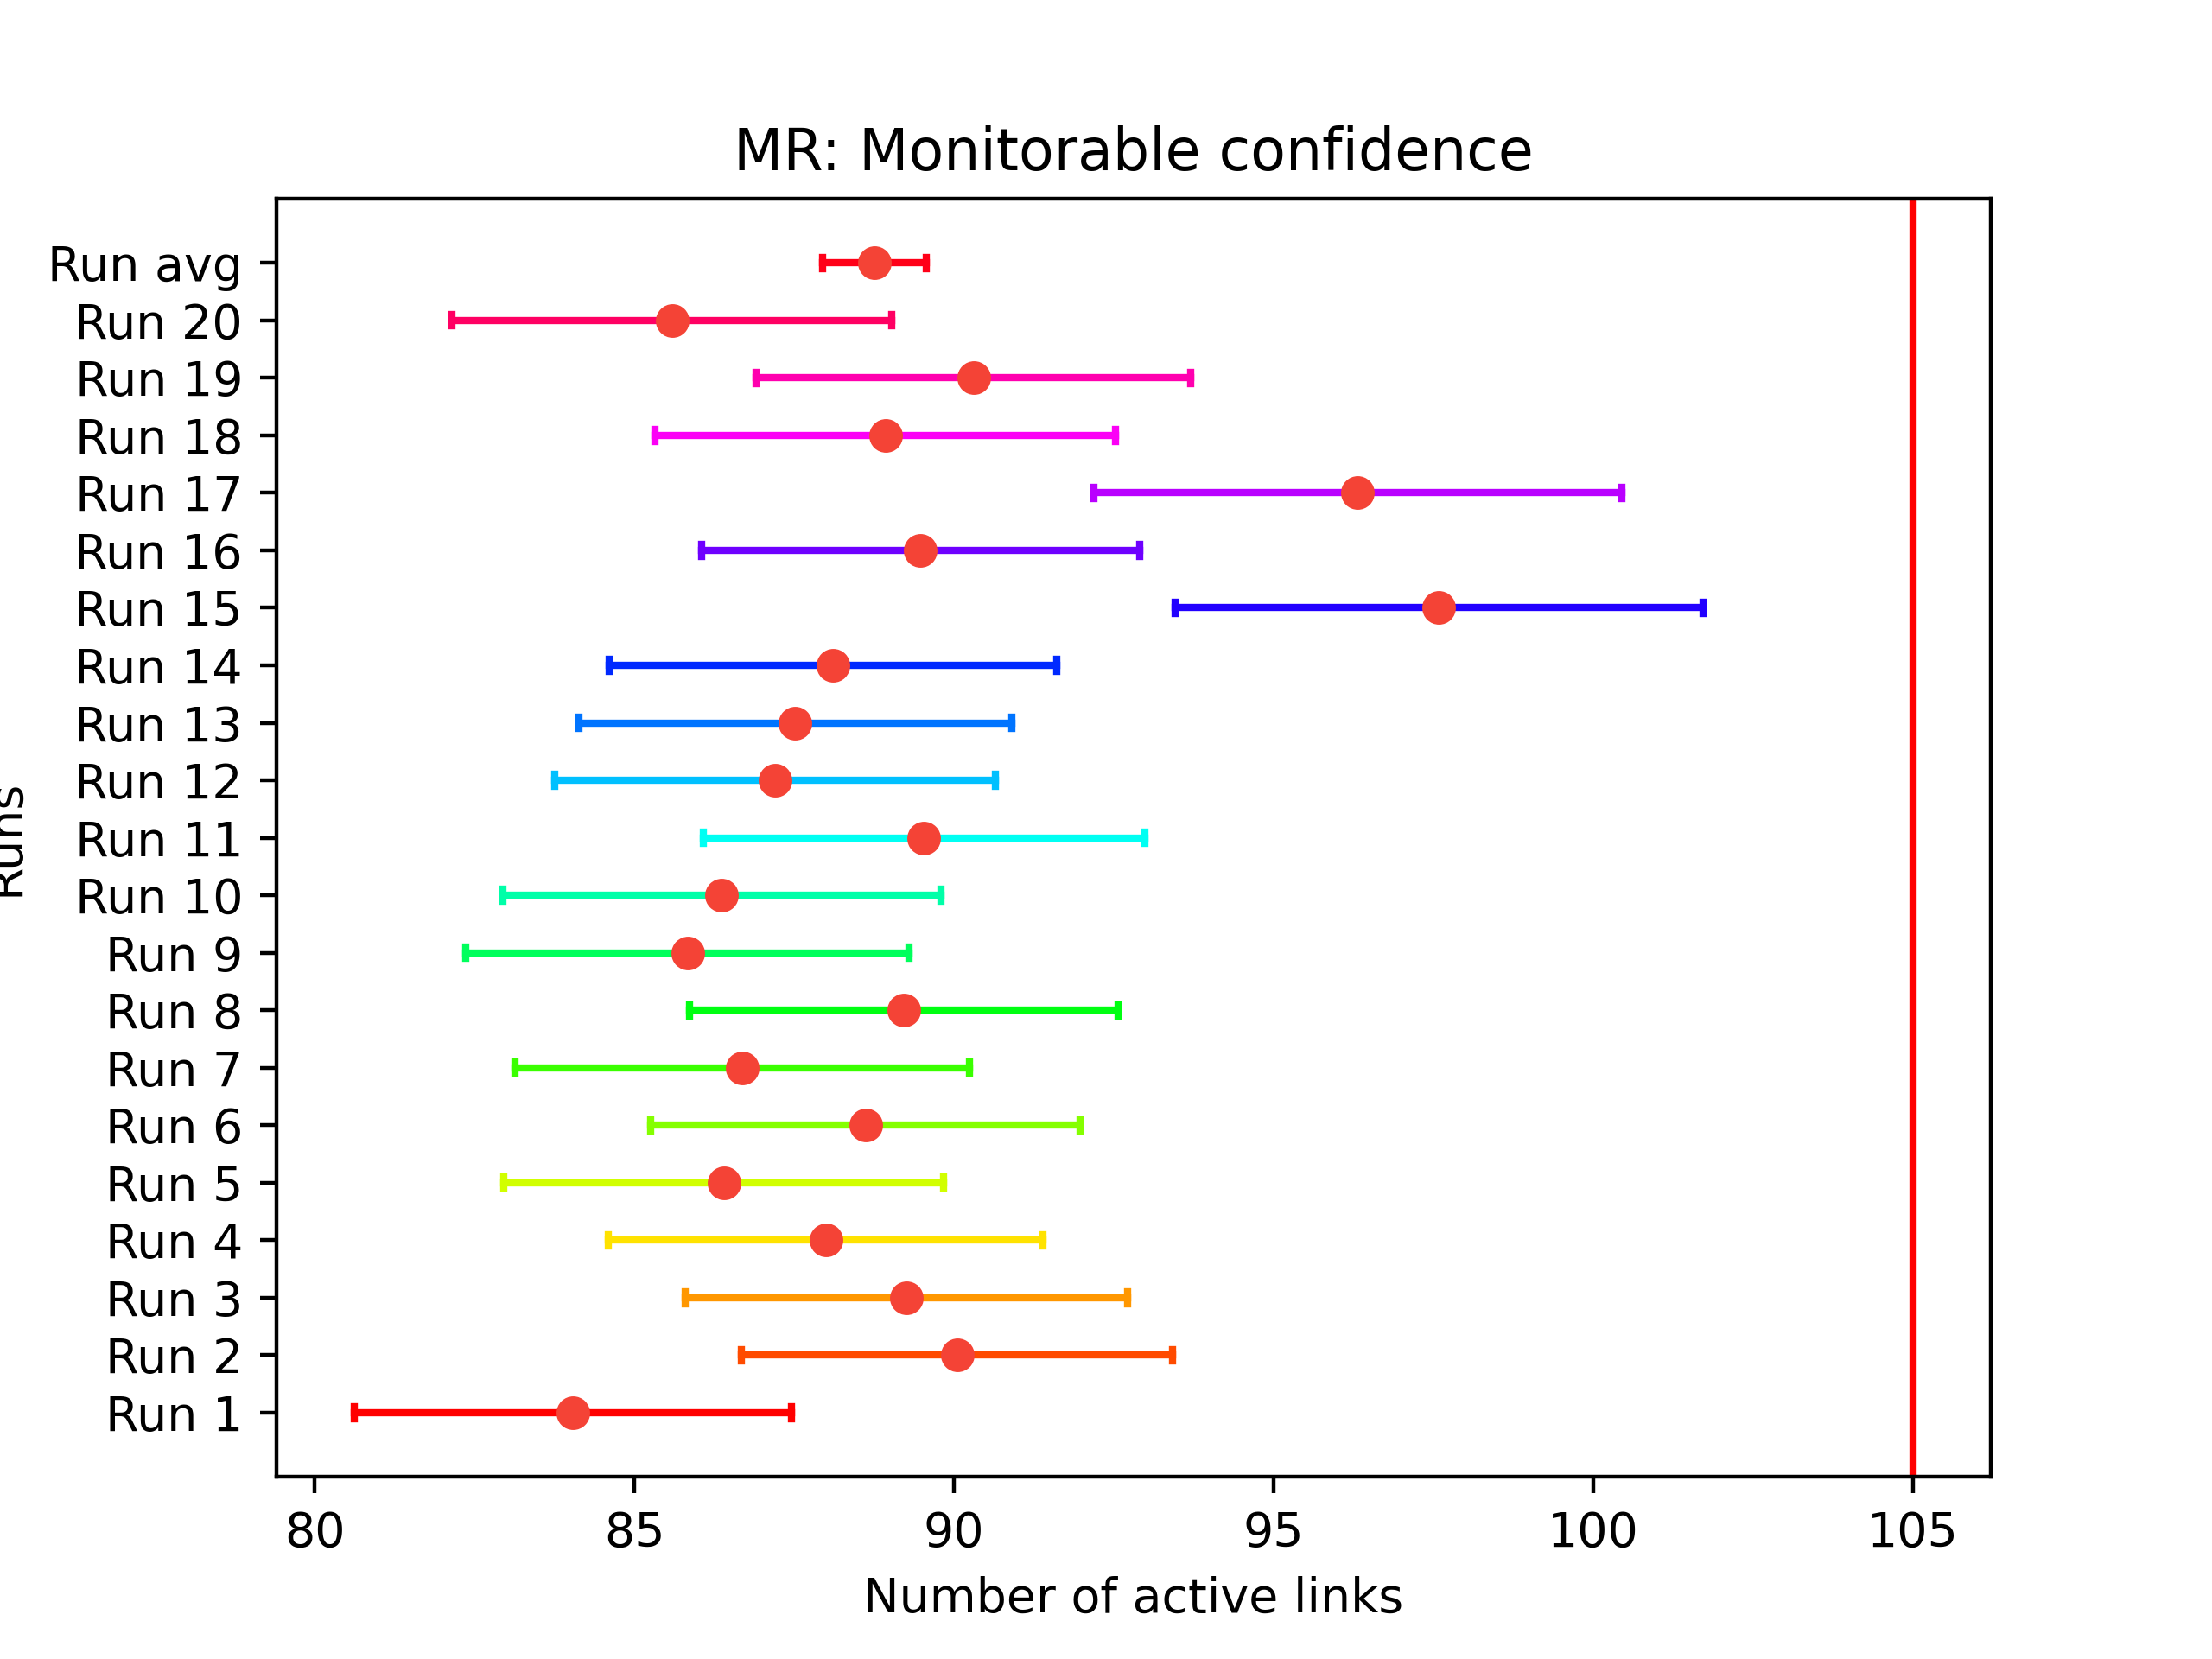 MR: Monitorable confidence
Run avg
Run 20
Run 19
Run 18
Run 17
Run 16
Run 15
Run 14
Run 13
Run 12
Run 11
Run 10
Run 9
Run 8
Run 7
Run 6
Run 5
Run 4
Run 3
Run 2
Run 1
Runs
80 85 90 95 100 105
Number of active links